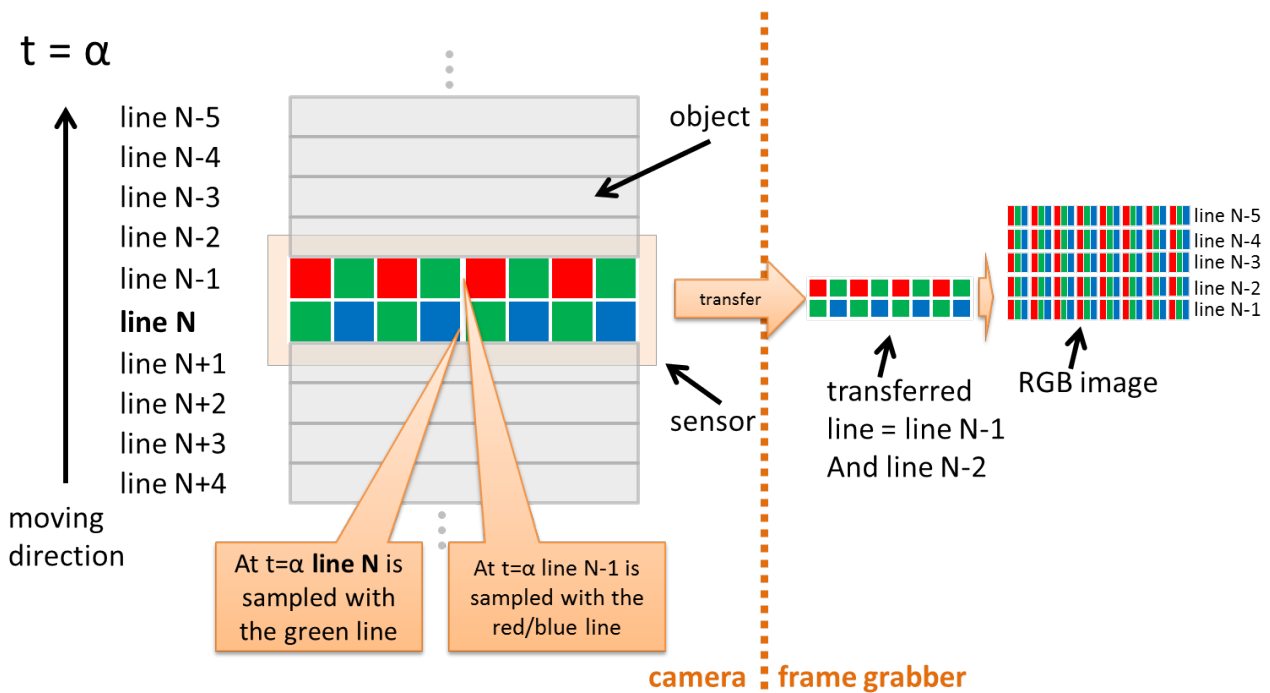 t = α
line N-5
line N-4
line N-3
line N-2
line N-1
line N
line N+1
line N+2
line N+3
line N+4
moving
direction
object
sensor
At t=α line N is
sampled with
the green line
At t=α line N-1 is
sampled with the
red/blue line
transfer
transferred
line = line N-1
And line N-2
RGB image
line N-5
line N-4
line N-3
line N-2
line N-1
camera
frame grabber